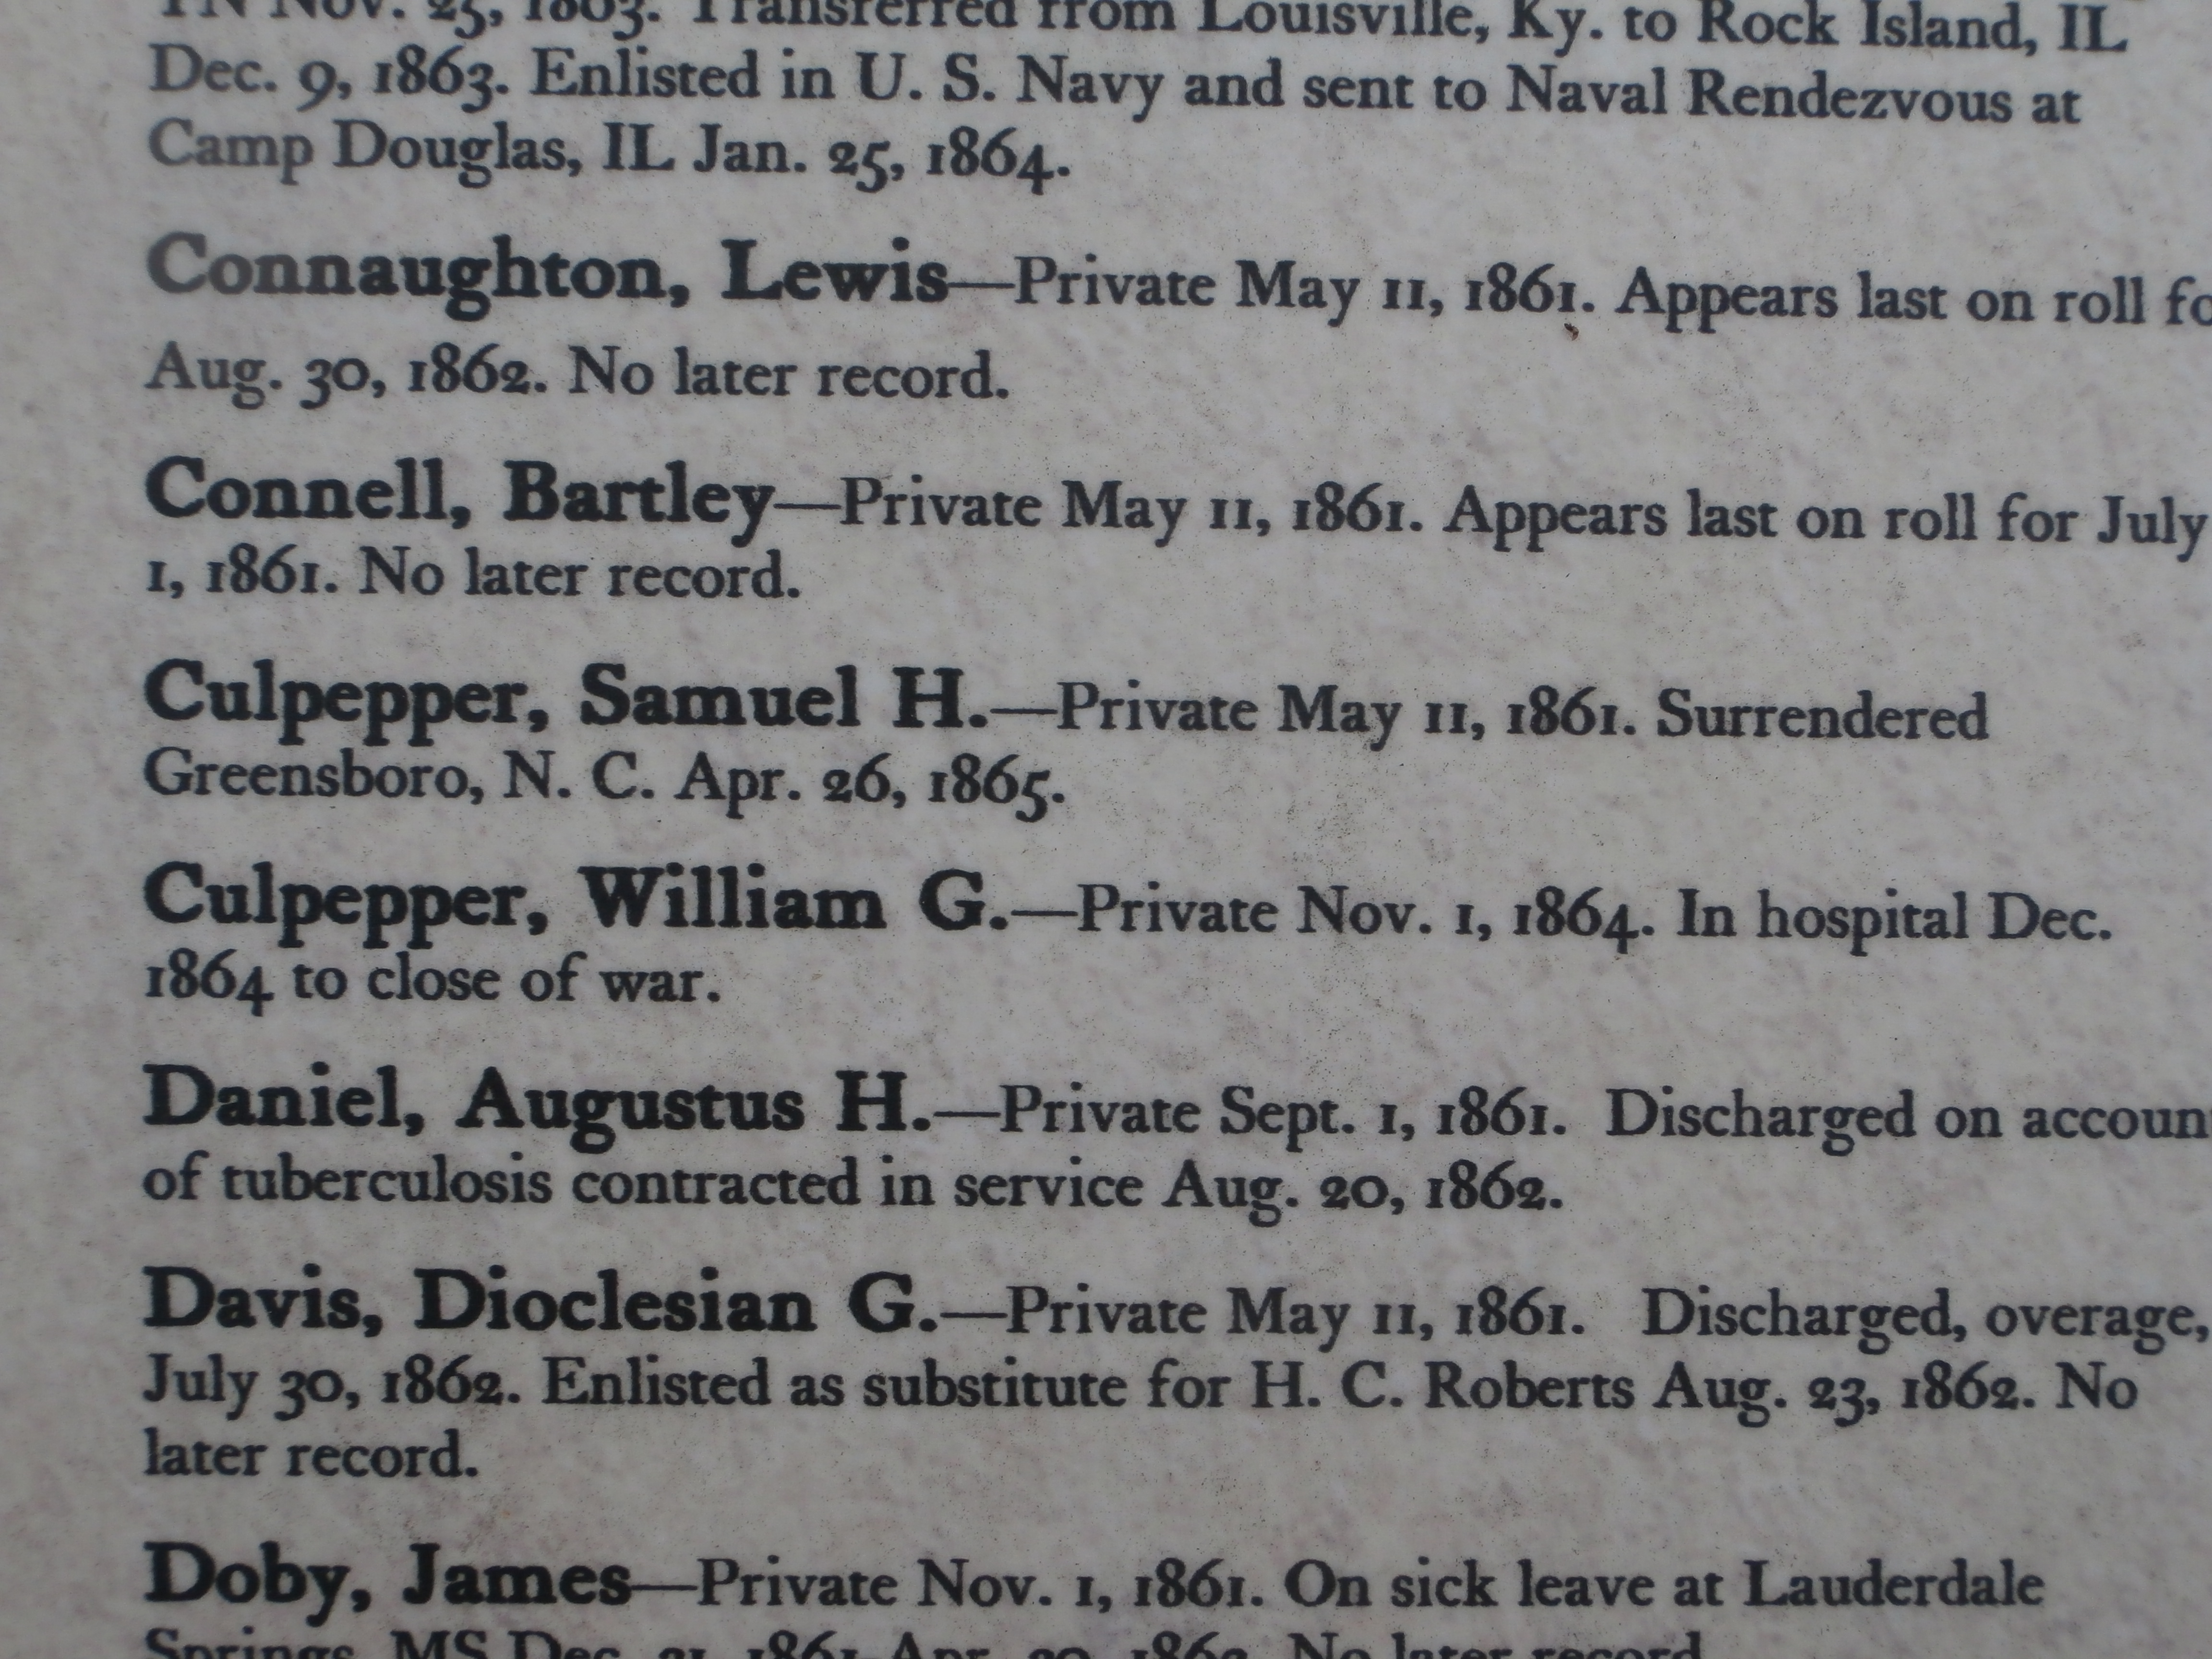 TN Nov. 25, 1863. Transferred from Louisville, Ky. to Rock Island, IL
Dec. 9, 1863. Enlisted in U. S. Navy and sent to Naval Rendezvous at
Camp Douglas, IL Jan. 25, 1864.
Connaughton, Lewis—Private May 11, 1861. Appears last on roll fo
Aug. 30, 1862. No later record.
Connell, Bartley—Private May 11, 1861. Appears last on roll for July
1, 1861. No later record.
Culpepper, Samuel H.—Private May 11, 1861. Surrendered
Greensboro, N. C. Apr. 26, 1865.
Culpepper, William G.—Private Nov. 1, 1864. In hospital Dec.
1864 to close of war.
Daniel, Augustus H.—Private Sept. 1, 1861. Discharged on accoun
of tuberculosis contracted in service Aug. 20, 1862.
Davis, Dioclesian G.—Private May 11, 1861. Discharged, overage,
July 30, 1862. Enlisted as substitute for H. C. Roberts Aug. 23, 1862. No
later record.
Doby, James—Private Nov. 1, 1861. On sick leave at Lauderdale
Springs, MS Dec. 31, 1861-Apr. 30, 1862. No later record